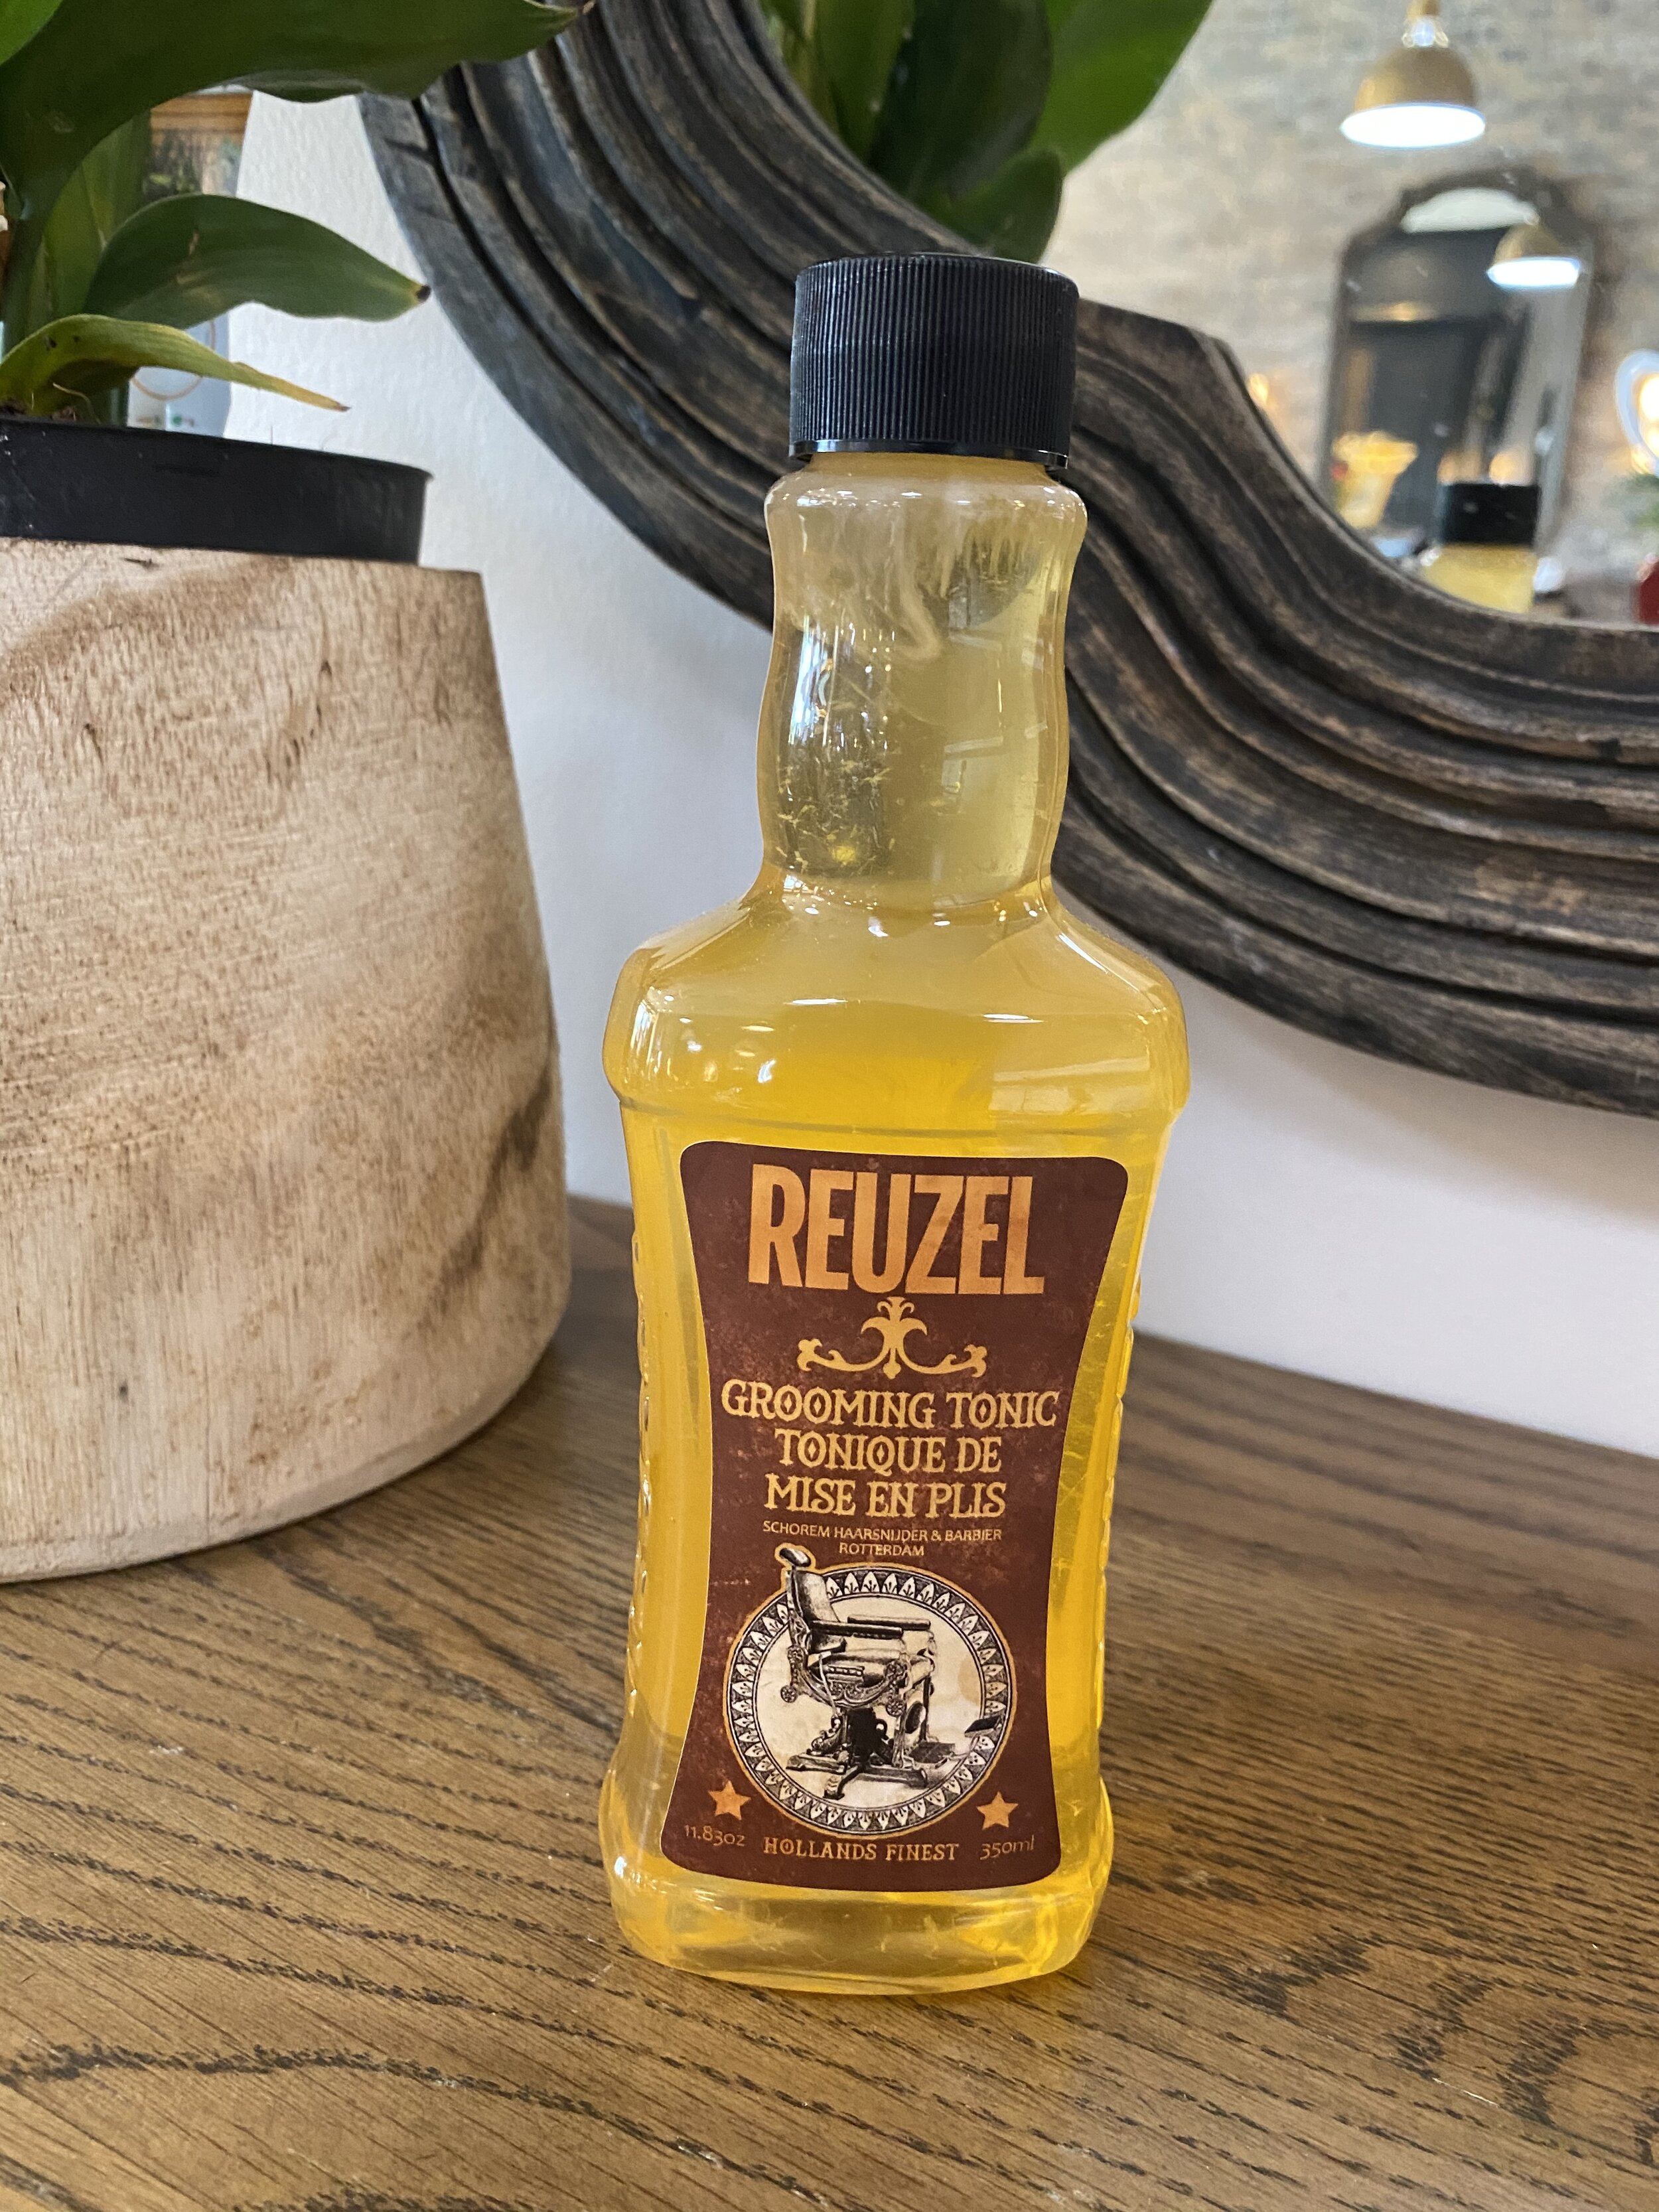 REUZEL
GROOMING TONIC
TONIQUE DE
MISE EN PLIS
SCHOREM HAARSNIJDER & BARBIER
ROTTERDAM
11.83oz HOLLANDS FINEST 350ml